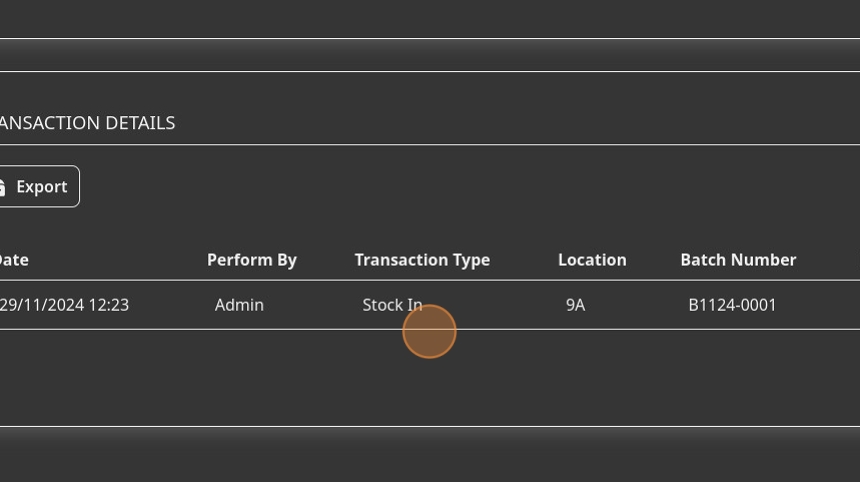 ANSACTION DETAILS
Export
Date Perform By Transaction Type Location Batch Number
29/11/2024 12:23 Admin Stock In 9A B1124-0001